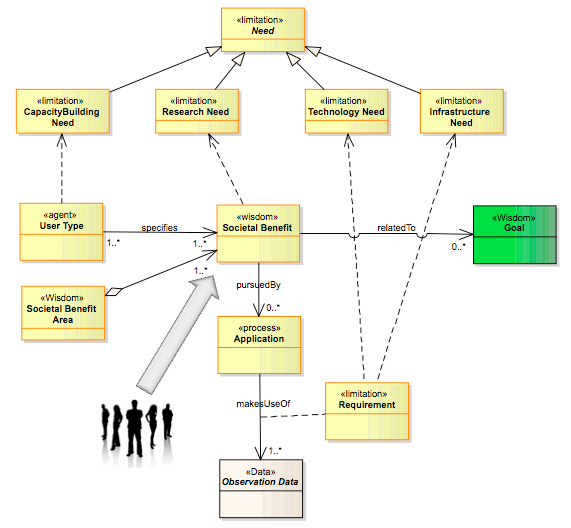 «limitation»
Need
«limitation»
CapacityBuilding
Need
«limitation»
Research Need
«limitation»
Technology Need
«limitation»
Infrastructure
Need
«agent»
User Type
1..*
specifies
1..*
«wisdom»
Societal Benefit
relatedTo
0..*
«Wisdom»
Goal
1..*
«Wisdom»
Societal Benefit
Area
pursuedBy
0..*
«process»
Application
makesUseOf
1..*
«limitation»
Requirement
«Data»
Observation Data